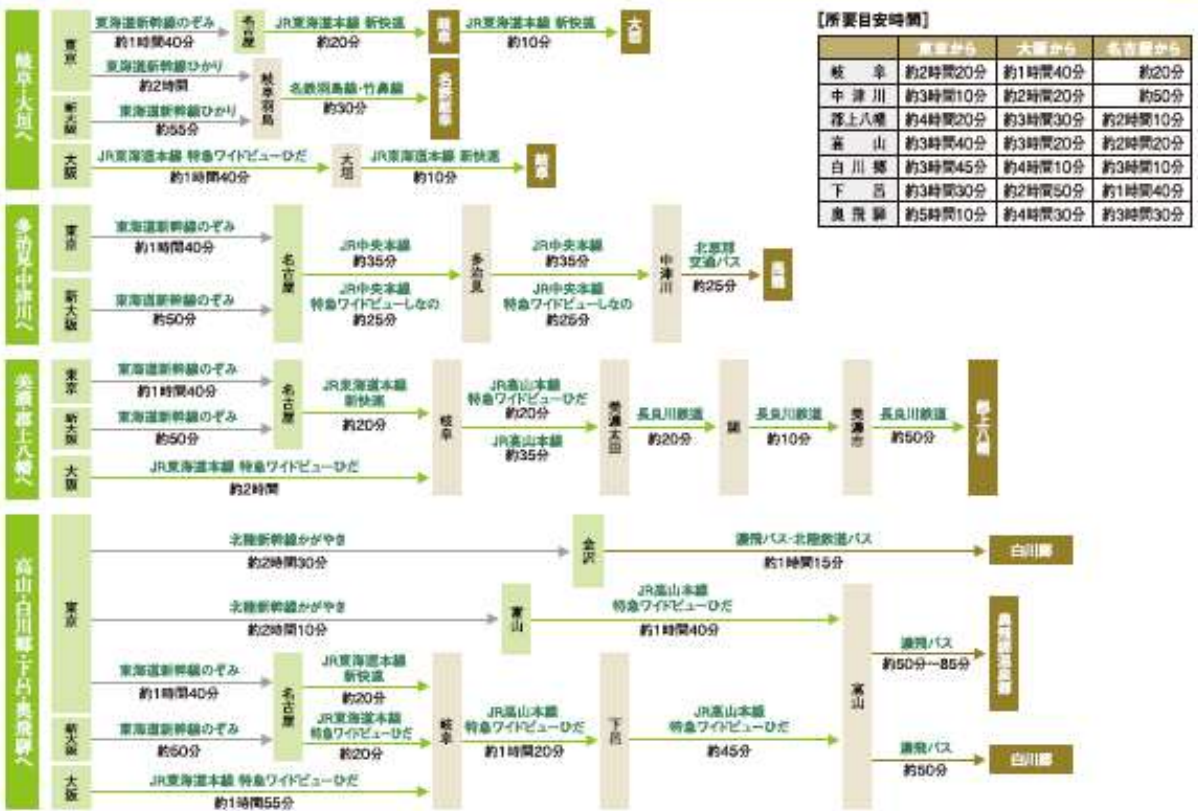 岐阜・大垣へ
東京
東海道新幹線のぞみ
約1時間40分
名古屋
JR東海道本線 新快速
約20分
岐阜
JR東海道本線 新快速
約10分
大垣
東海道新幹線ひかり
約2時間
岐阜羽島
名鉄羽島線・竹鼻線
約30分
名鉄岐阜
新大阪
東海道新幹線ひかり
約55分
大阪
JR東海道本線 特急ワイドビューひだ
約1時間40分
大垣
JR東海道本線 新快速
約10分
岐阜
[所要目安時間]
東京から 大阪から 名古屋から
岐阜 約2時間20分 約1時間40分 約20分
中津川 約3時間10分 約2時間20分 約50分
郡上八幡 約4時間20分 約3時間30分 約2時間10分
高山 約3時間40分 約3時間20分 約2時間20分
白川郷 約3時間45分 約4時間10分 約3時間10分
下呂 約3時間30分 約2時間50分 約1時間40分
奥飛騨 約5時間10分 約4時間30分 約3時間30分
多治見・中津川へ
東京
東海道新幹線のぞみ
約1時間40分
新大阪
東海道新幹線のぞみ
約50分
名古屋
JR中央本線
約35分
JR中央本線
特急ワイドビューしなの
約25分
多治見
JR中央本線
約35分
JR中央本線
特急ワイドビューしなの
約25分
中津川
北恵那
交通バス
約25分
美濃・郡上八幡へ
東京
東海道新幹線のぞみ
約1時間40分
新大阪
東海道新幹線のぞみ
約50分
名古屋
JR東海道本線
新快速
約20分
大阪
JR東海道本線 特急ワイドビューひだ
約2時間
岐阜
JR高山本線
特急ワイドビューひだ
約20分
JR高山本線
約35分
美濃太田
長良川鉄道
約20分
関
長良川鉄道
約10分
美濃市
長良川鉄道
約50分
郡上八幡
高山・白川郷・下呂・奥飛騨へ
東京
北陸新幹線かがやき
約2時間30分
金沢
濃飛バス・北陸鉄道バス
約1時間15分
白川郷
北陸新幹線かがやき
約2時間10分
富山
JR高山本線
特急ワイドビューひだ
約1時間40分
東海道新幹線のぞみ
約1時間40分
新大阪
東海道新幹線のぞみ
約50分
名古屋
JR東海道本線
新快速
約20分
JR東海道本線
特急ワイドビューひだ
約20分
大阪
JR東海道本線 特急ワイドビューひだ
約1時間55分
岐阜
JR高山本線
特急ワイドビューひだ
約1時間20分
下呂
JR高山本線
特急ワイドビューひだ
約45分
高山
濃飛バス
約50分～85分
奥飛騨温泉郷
濃飛バス
約50分
白川郷